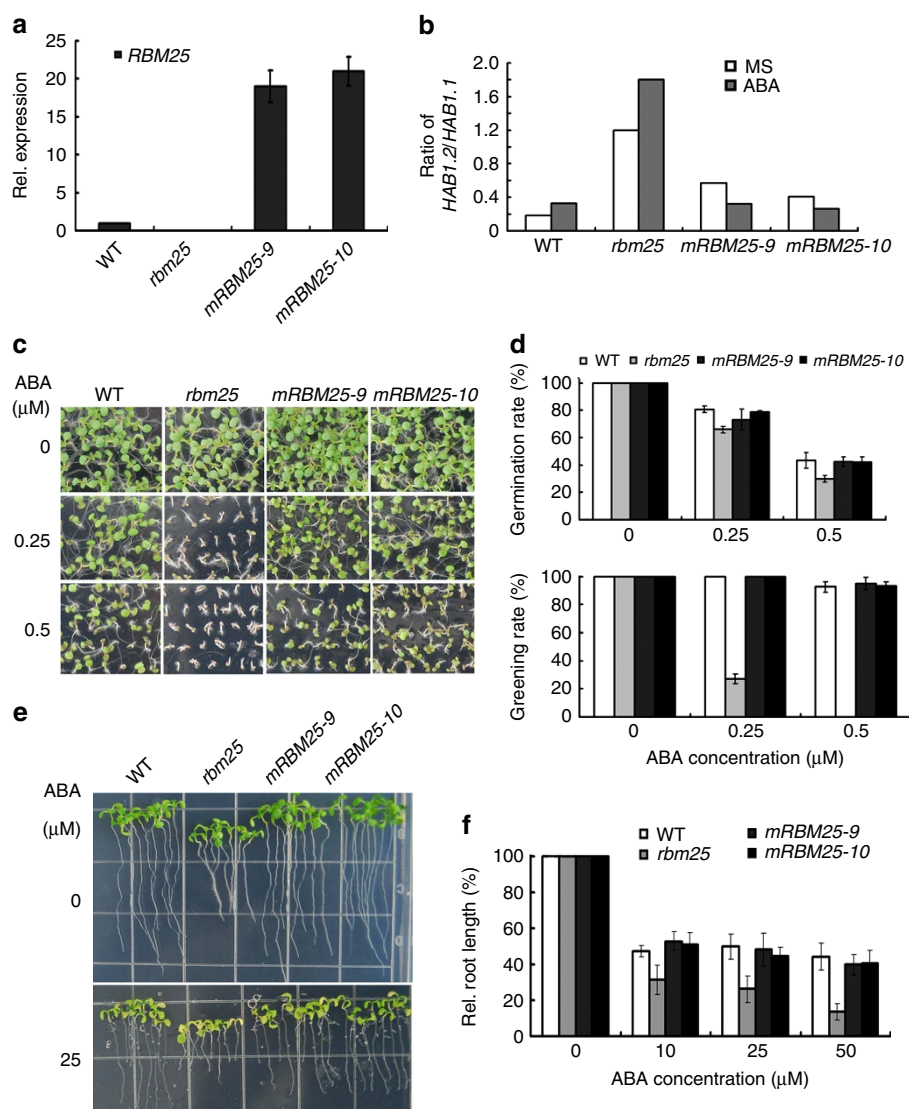 a
RBM25
Rel. expression
25
20
15
10
5
0
WT
rbm25
mRBM25-9
mRBM25-10
b
MS
ABA
Ratio of
HAB1.2/HAB1.1
2.0
1.6
1.2
0.4
0
WT
rbm25
mRBM25-9
mRBM25-10
c
ABA
(μM)
WT
rbm25
mRBM25-9
mRBM25-10
0
0.25
0.5
d
WT
rbm25
mRBM25-9
mRBM25-10
Germination rate (%)
100
80
60
40
20
0
0
0.25
0.5
Greening rate (%)
100
80
60
40
20
0
0
0.25
0.5
ABA concentration (μM)
e
WT
rbm25
mRBM25-9
mRBM25-10
ABA
(μM)
0
25
f
WT
rbm25
mRBM25-9
mRBM25-10
Rel. root length (%)
100
80
60
40
20
0
0
10
25
50
ABA concentration (μM)